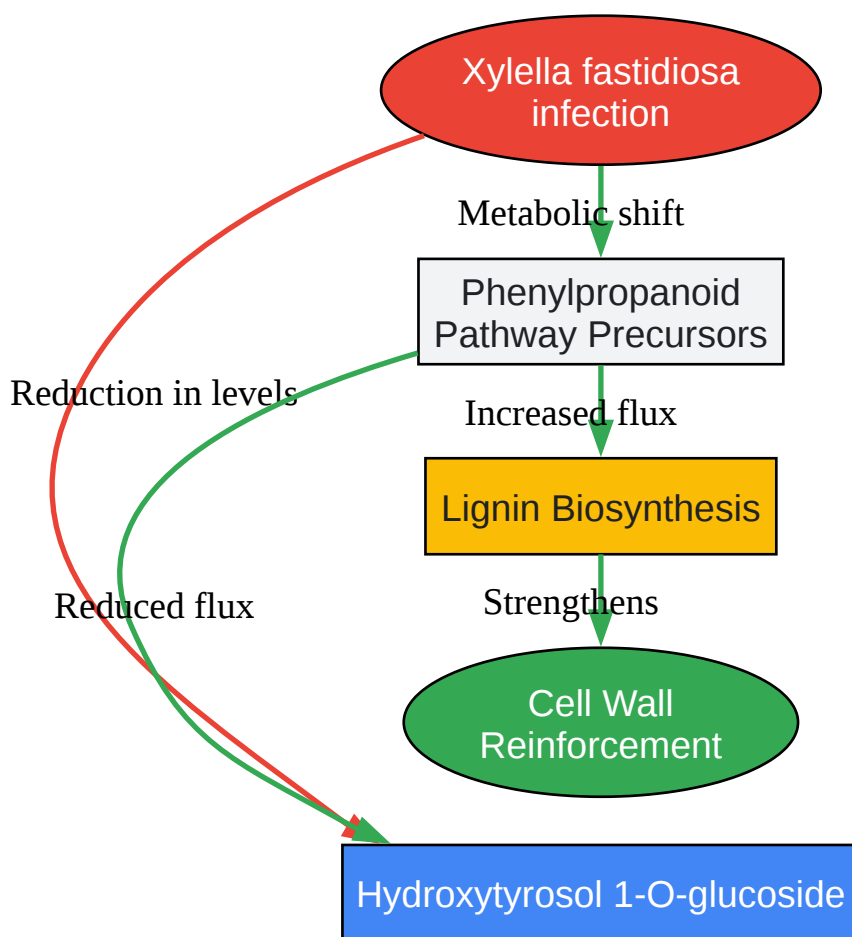 Xylella fastidiosa
infection
Metabolic shift
Phenylpropanoid
Pathway Precursors
Reduction in levels
Increased flux
Lignin Biosynthesis
Reduced flux
Strengthens
Cell Wall
Reinforcement
Hydroxytyrosol 1-O-glucoside